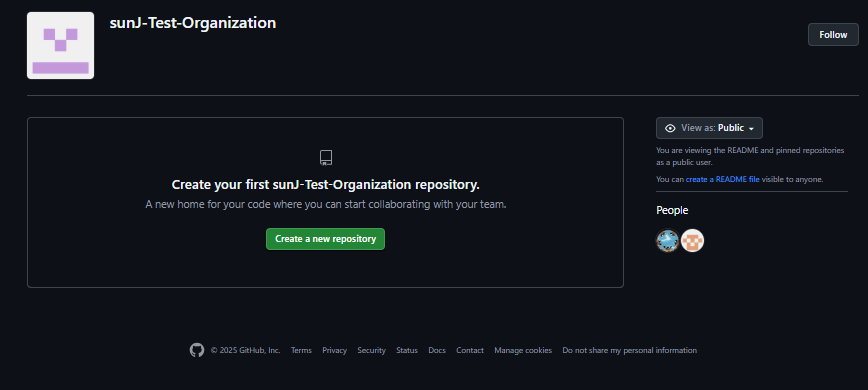 sunJ-Test-Organization
Follow
Create your first sunJ-Test-Organization repository.
A new home for your code where you can start collaborating with your team.
Create a new repository
View as: Public
You are viewing the README and pinned repositories
as a public user.
You can create a README file visible to anyone.
People
© 2025 GitHub, Inc. Terms Privacy Security Status Docs Contact Manage cookies Do not share my personal information